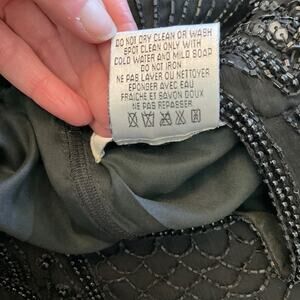 DO NOT DRY CLEAN OR WASH
SPOT CLEAN ONLY WITH
COLD WATER AND MILD SOAP
DO NOT IRON
NE PAS LAVER OU NETTOYER
EPONGER AVEC EAU
FRAICHE ET SAVON DOUX
NE PAS REPASSER.